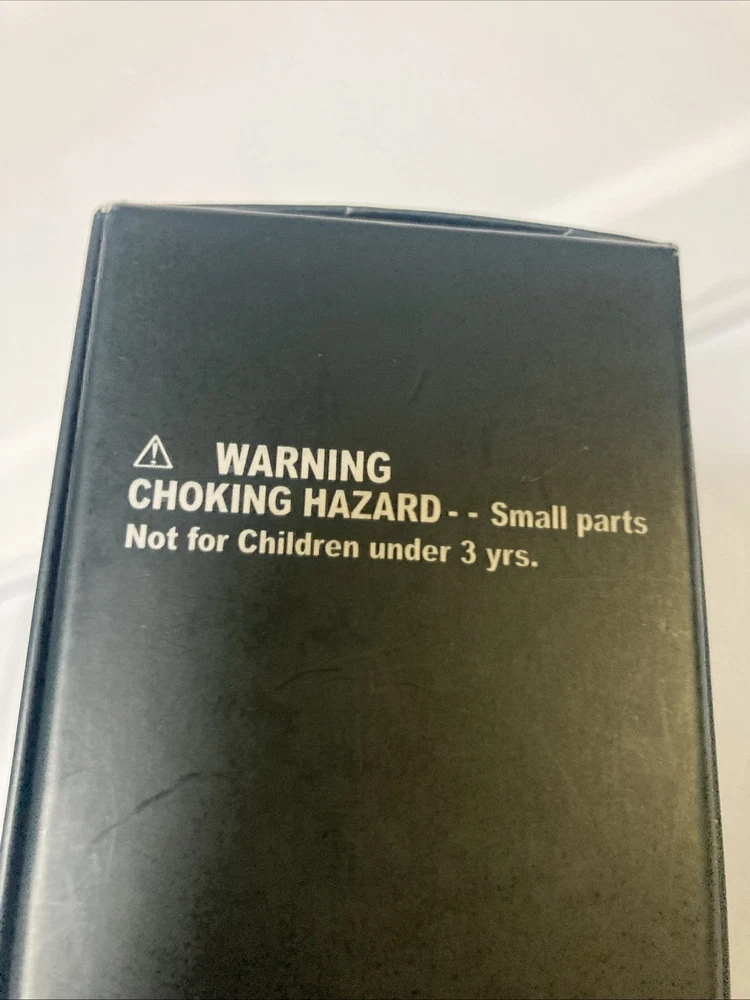 ⚠ WARNING
CHOKING HAZARD - - Small parts
Not for Children under 3 yrs.